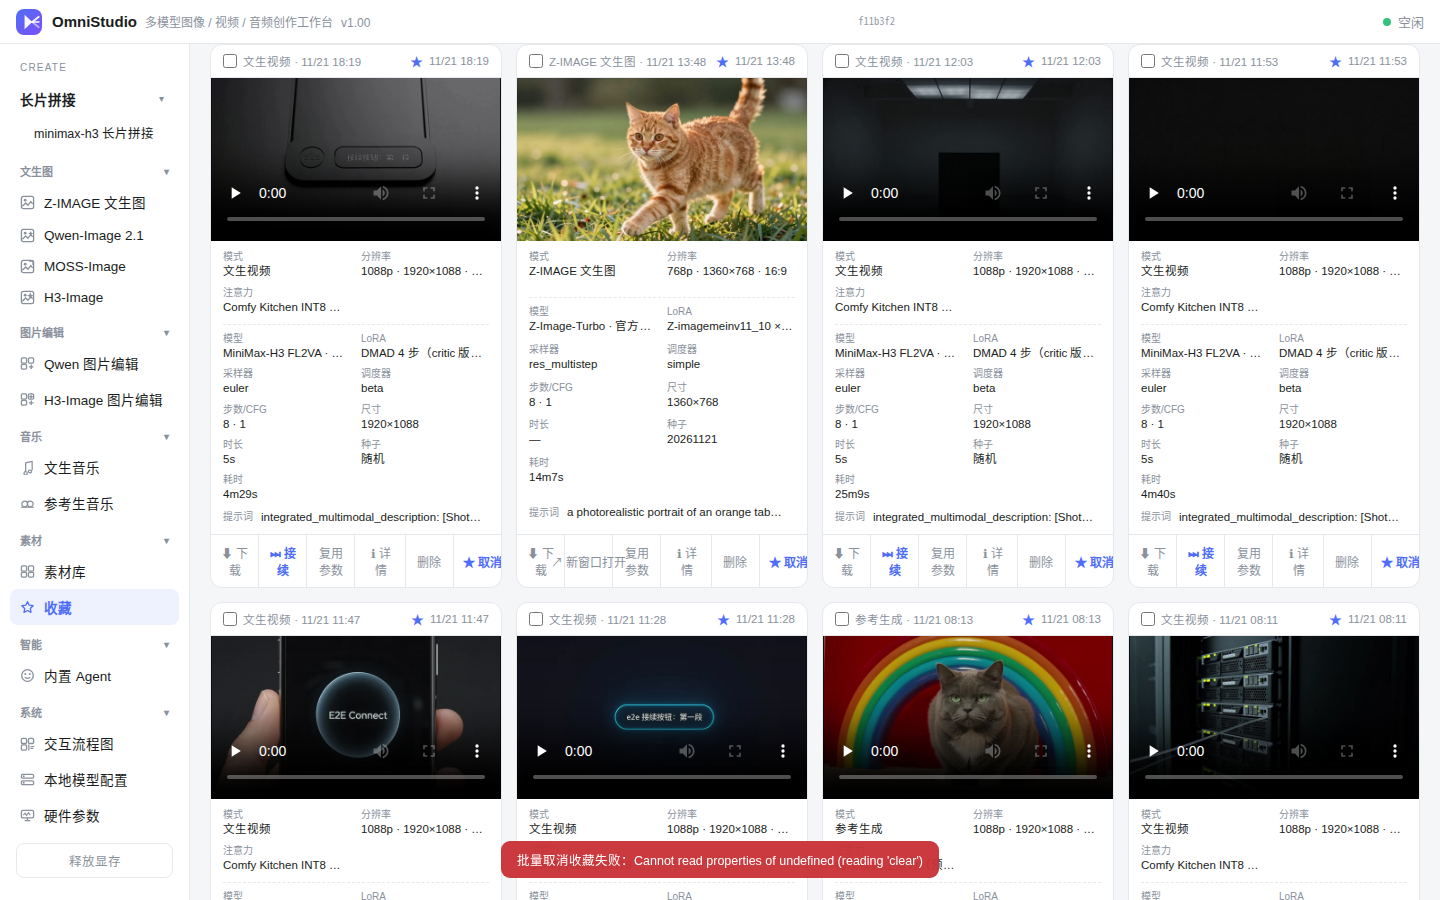 OmniStudio 多模型图像 / 视频 / 音频创作工作台 v1.00
f11b3f2
空闲
CREATE
长片拼接
minimax-h3 长片拼接
文生图
Z-IMAGE 文生图
Qwen-Image 2.1
MOSS-Image
H3-Image
图片编辑
Qwen 图片编辑
H3-Image 图片编辑
音乐
文生音乐
参考生音乐
素材
素材库
收藏
智能
内置 Agent
系统
交互流程图
本地模型配置
硬件参数
释放显存
文生视频 · 11/21 18:19 ★ 11/21 18:19
0:00
模式 分辨率
文生视频 1088p · 1920×1088 · …
注意力
Comfy Kitchen INT8 …
模型 LoRA
MiniMax-H3 FL2VA · … DMAD 4 步（critic 版…
采样器 调度器
euler beta
步数/CFG 尺寸
8 · 1 1920×1088
时长 种子
5s 随机
耗时
4m29s
提示词 integrated_multimodal_description: [Shot…
⬇ 下载 ⏭ 接续 复用参数 ℹ 详情 删除 ★ 取消
Z-IMAGE 文生图 · 11/21 13:48 ★ 11/21 13:48
模式 分辨率
Z-IMAGE 文生图 768p · 1360×768 · 16:9
模型 LoRA
Z-Image-Turbo · 官方… Z-imagemeinv11_10 ×…
采样器 调度器
res_multistep simple
步数/CFG 尺寸
8 · 1 1360×768
时长 种子
— 20261121
耗时
14m7s
提示词 a photorealistic portrait of an orange tab…
⬇ 下载 ↗ 新窗口打开 复用参数 ℹ 详情 删除 ★ 取消
文生视频 · 11/21 12:03 ★ 11/21 12:03
0:00
模式 分辨率
文生视频 1088p · 1920×1088 · …
注意力
Comfy Kitchen INT8 …
模型 LoRA
MiniMax-H3 FL2VA · … DMAD 4 步（critic 版…
采样器 调度器
euler beta
步数/CFG 尺寸
8 · 1 1920×1088
时长 种子
5s 随机
耗时
25m9s
提示词 integrated_multimodal_description: [Shot…
⬇ 下载 ⏭ 接续 复用参数 ℹ 详情 删除 ★ 取消
文生视频 · 11/21 11:53 ★ 11/21 11:53
0:00
模式 分辨率
文生视频 1088p · 1920×1088 · …
注意力
Comfy Kitchen INT8 …
模型 LoRA
MiniMax-H3 FL2VA · … DMAD 4 步（critic 版…
采样器 调度器
euler beta
步数/CFG 尺寸
8 · 1 1920×1088
时长 种子
5s 随机
耗时
4m40s
提示词 integrated_multimodal_description: [Shot…
⬇ 下载 ⏭ 接续 复用参数 ℹ 详情 删除 ★ 取消
文生视频 · 11/21 11:47 ★ 11/21 11:47
E2E Connect
0:00
模式 分辨率
文生视频 1088p · 1920×1088 · …
注意力
Comfy Kitchen INT8 …
模型 LoRA
文生视频 · 11/21 11:28 ★ 11/21 11:28
e2e 接续按钮：第一段
0:00
模式 分辨率
文生视频 1088p · 1920×1088 · …
模型 LoRA
参考生成 · 11/21 08:13 ★ 11/21 08:13
0:00
模式 分辨率
参考生成 1088p · 1920×1088 · …
模型 LoRA
文生视频 · 11/21 08:11 ★ 11/21 08:11
0:00
模式 分辨率
文生视频 1088p · 1920×1088 · …
注意力
Comfy Kitchen INT8 …
模型 LoRA
批量取消收藏失败：Cannot read properties of undefined (reading 'clear')